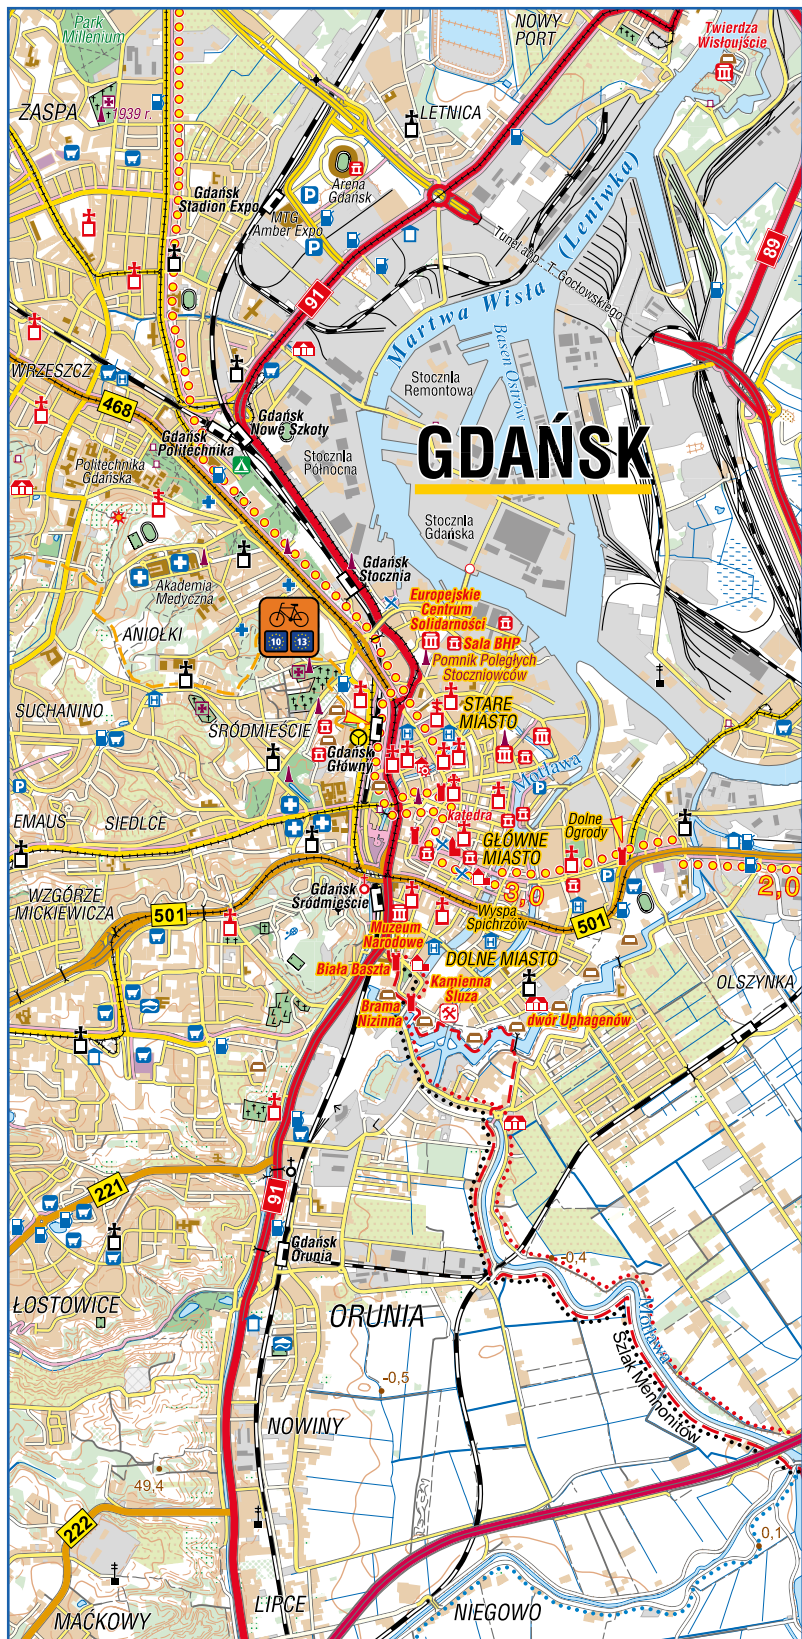 Park
Millenium
NOWY
PORT
Twierdza
Wisłoujście
ZASPA
1939 r.
LETNICA
Gdańsk
Stadion Expo
Arena
Gdańsk
MTG
Amber Expo
Tunel abp. T. Gocłowskiego
Martwa Wisła (Leniwka)
89
91
Basen Ostrów
WRZESZCZ
Stocznia
Remontowa
468
Gdańsk
Nowe Szkoty
Gdańsk
Politechnika
GDAŃSK
Politechnika
Gdańska
Stocznia
Północna
Stocznia
Gdańska
Gdańsk
Stocznia
Akademia
Medyczna
Europejskie
Centrum
Solidarności
10
13
ANIOŁKI
Sala BHP
Pomnik Poległych
Stoczniowców
SUCHANINO
STARE
MIASTO
ŚRÓDMIEŚCIE
Gdańsk
Główny
Motława
EMAUS
SIEDLCE
katedra
Dolne
Ogrody
GŁÓWNE
MIASTO
WZGÓRZE
MICKIEWICZA
Gdańsk
Śródmieście
3,0
2,0
501
Wyspa
Spichrzów
501
Muzeum
Narodowe
DOLNE MIASTO
Biała Baszta
Kamienna
Śluza
OLSZYNKA
Brama
Nizinna
dwór Uphagenów
221
91
Gdańsk
Orunia
-0,4
ŁOSTOWICE
ORUNIA
Motława
Szlak Mennonitów
-0,5
NOWINY
49,4
222
0,1
LIPCE
NIEGOWO
MAĆKOWY